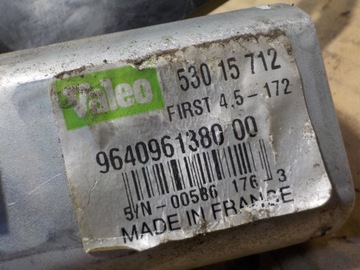 Valeo
530 15 712
FIRST 4.5-172
9640961380 00
S/N-00586 176 3
MADE IN FRANCE